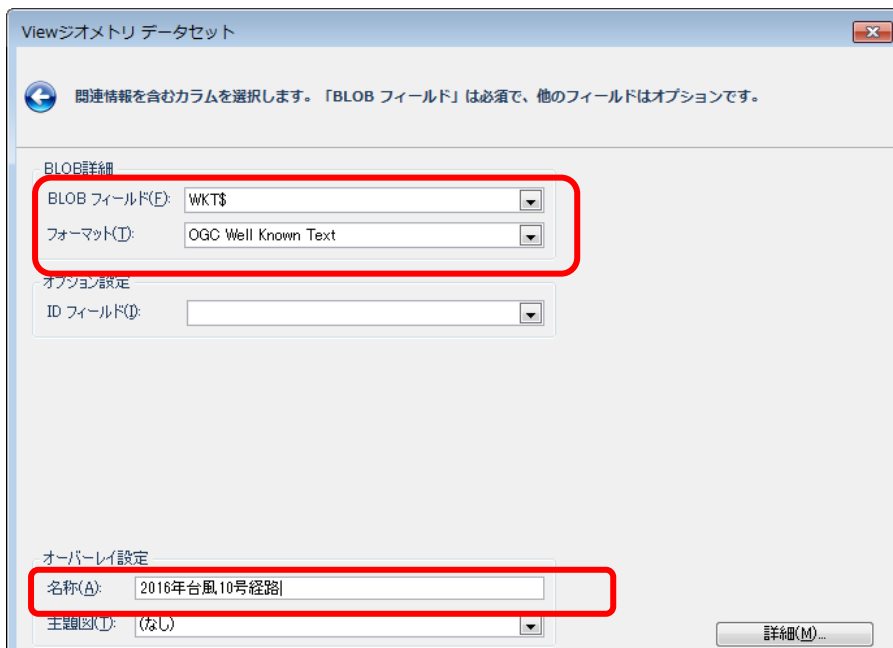 Viewジオメトリ データセット
関連情報を含むカラムを選択します。「BLOB フィールド」は必須で、他のフィールドはオプションです。
BLOB詳細
BLOB フィールド(F): WKT$
フォーマット(T): OGC Well Known Text
オプション設定
ID フィールド(I):
オーバーレイ設定
名称(A): 2016年台風10号経路
主題図(T): (なし)
詳細(M)...